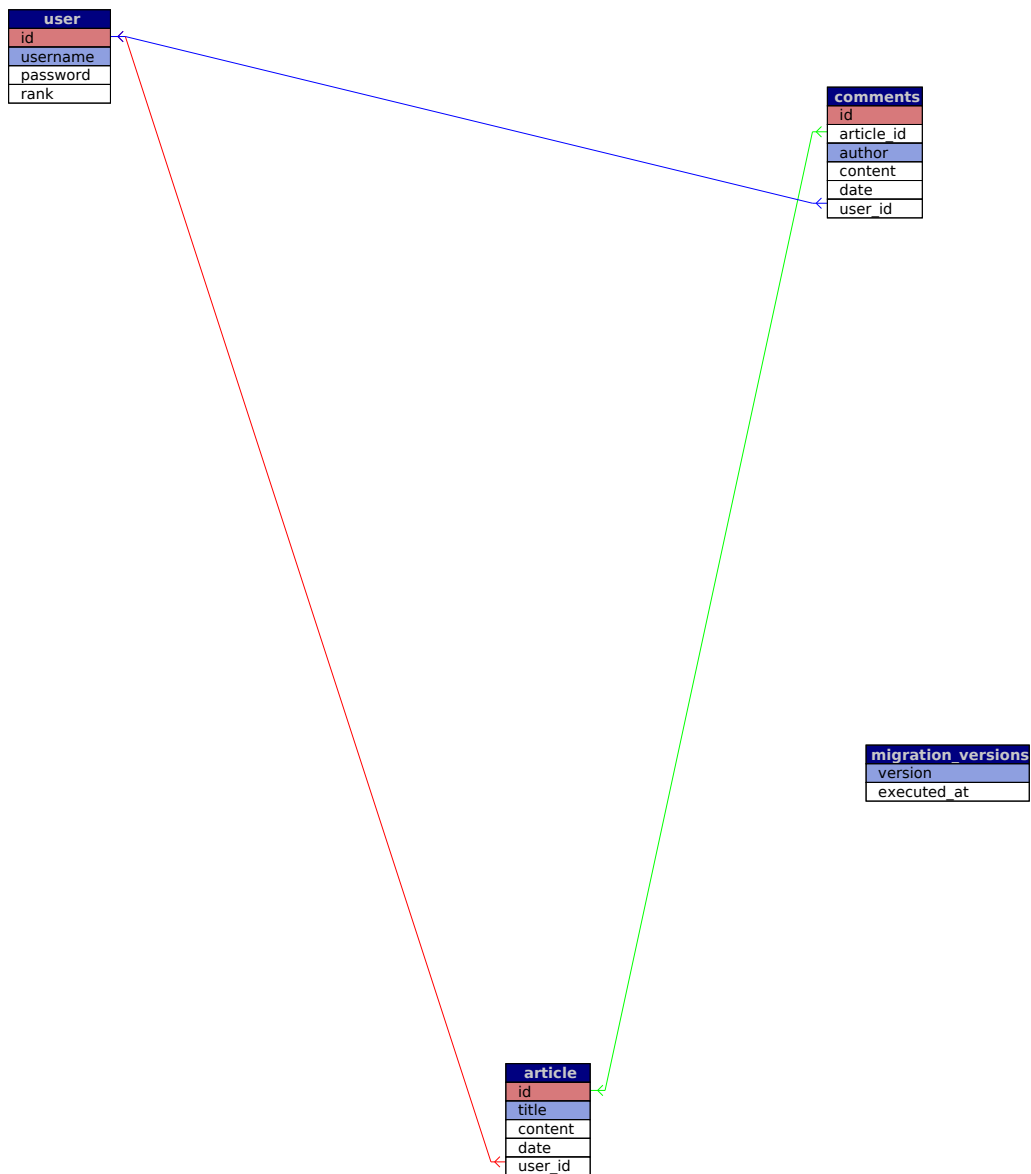 user
id
username
password
rank
comments
id
article_id
author
content
date
user_id
migration_versions
version
executed_at
article
id
title
content
date
user_id